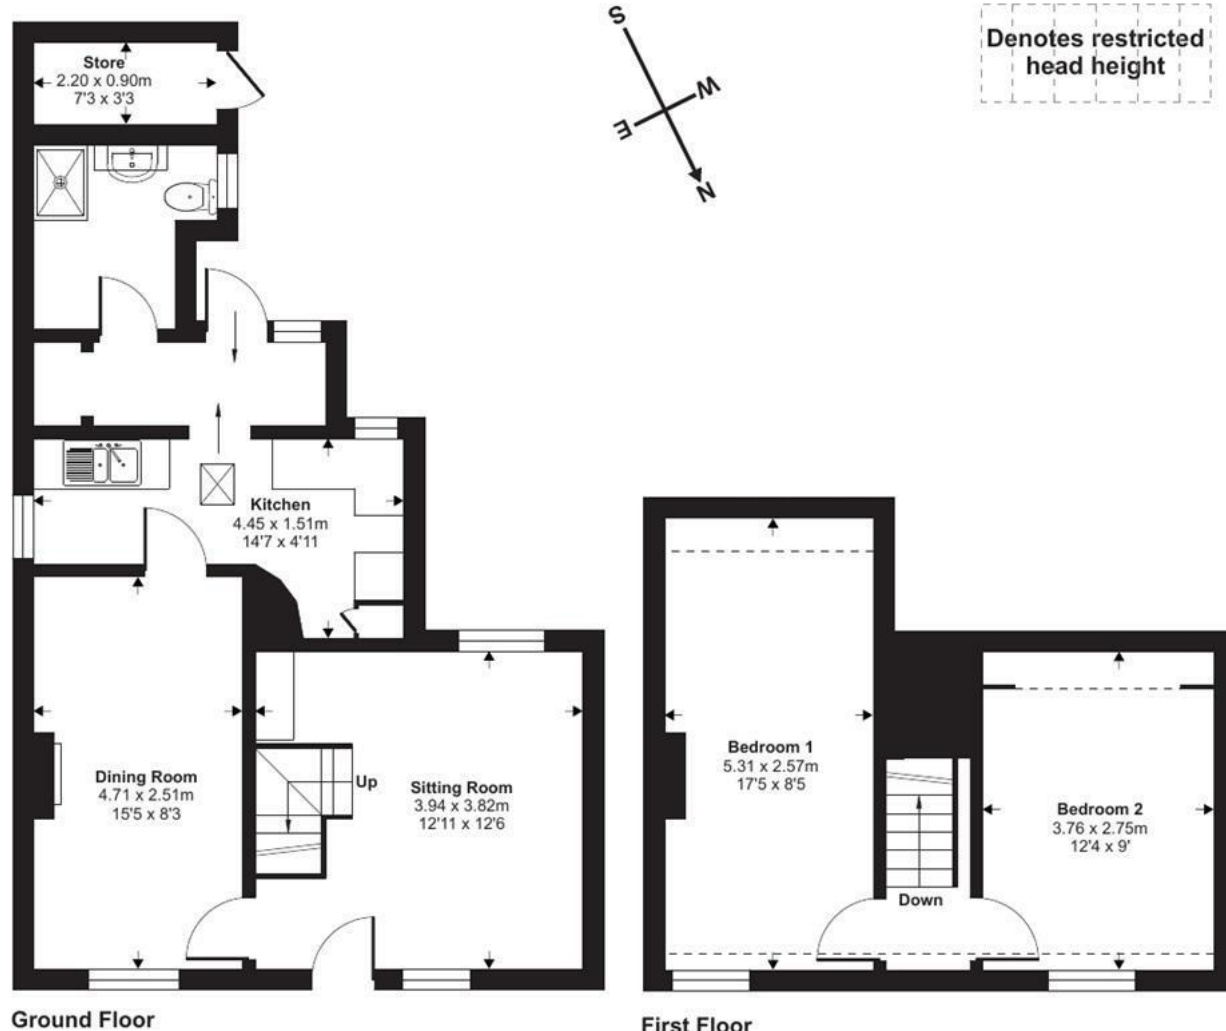 Store
2.20 x 0.90m
7'3 x 3'3
S
W
E
N
Denotes restricted
head height
Kitchen
4.45 x 1.51m
14'7 x 4'11
Dining Room
4.71 x 2.51m
15'5 x 8'3
Up
Sitting Room
3.94 x 3.82m
12'11 x 12'6
Bedroom 1
5.31 x 2.57m
17'5 x 8'5
Bedroom 2
3.76 x 2.75m
12'4 x 9'
Down
Ground Floor
First Floor